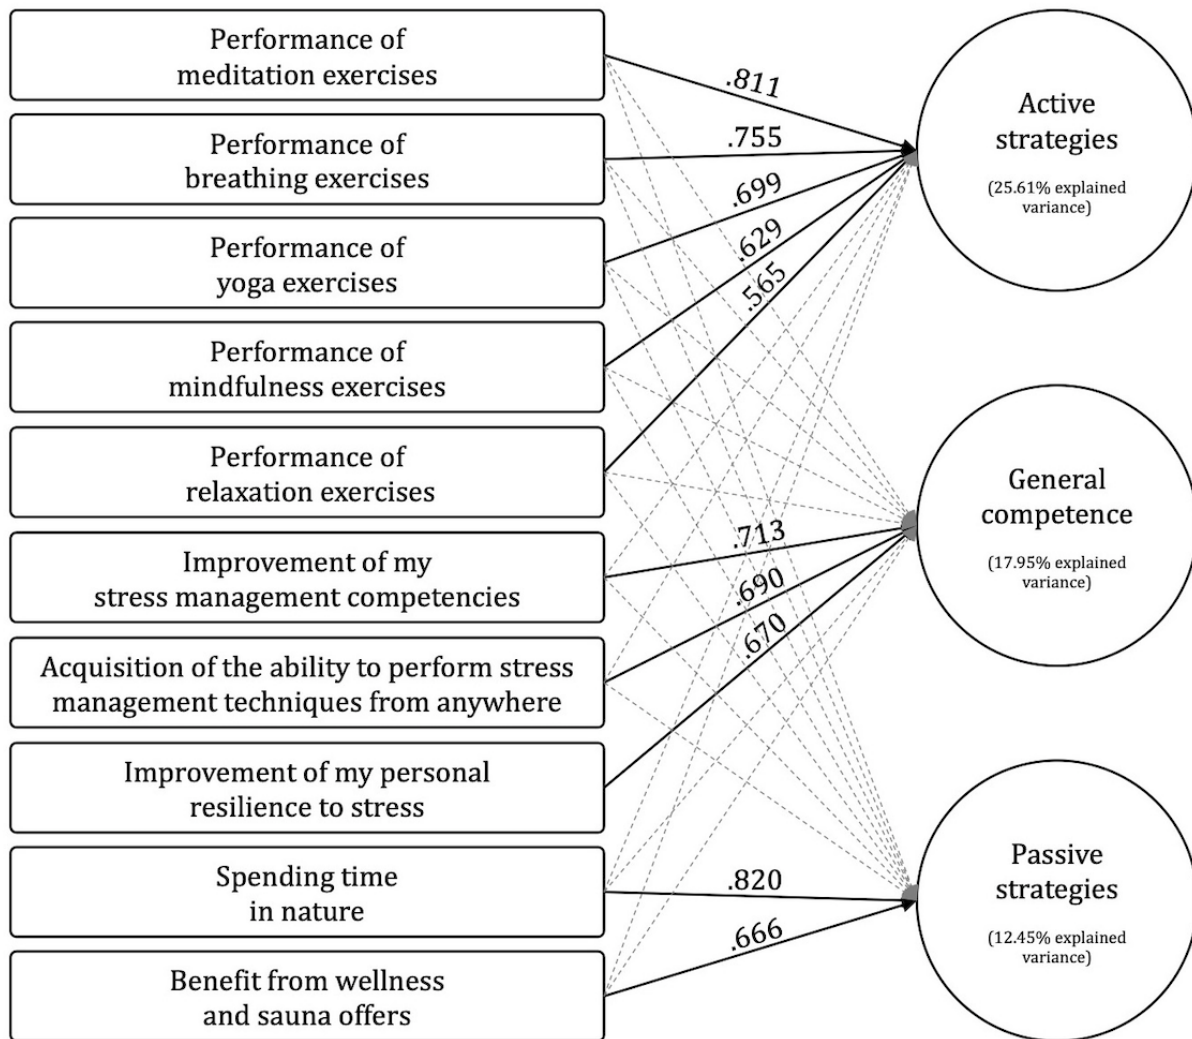 Performance of
meditation exercises
Performance of
breathing exercises
Performance of
yoga exercises
Performance of
mindfulness exercises
Performance of
relaxation exercises
Improvement of my
stress management competencies
Acquisition of the ability to perform stress
management techniques from anywhere
Improvement of my personal
resilience to stress
Spending time
in nature
Benefit from wellness
and sauna offers
.811
.755
.699
.629
.565
.713
.690
.670
.820
.666
Active
strategies
(25.61% explained
variance)
General
competence
(17.95% explained
variance)
Passive
strategies
(12.45% explained
variance)